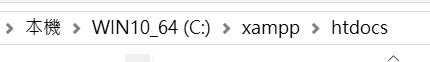 本機 WIN10_64 (C:) xampp htdocs